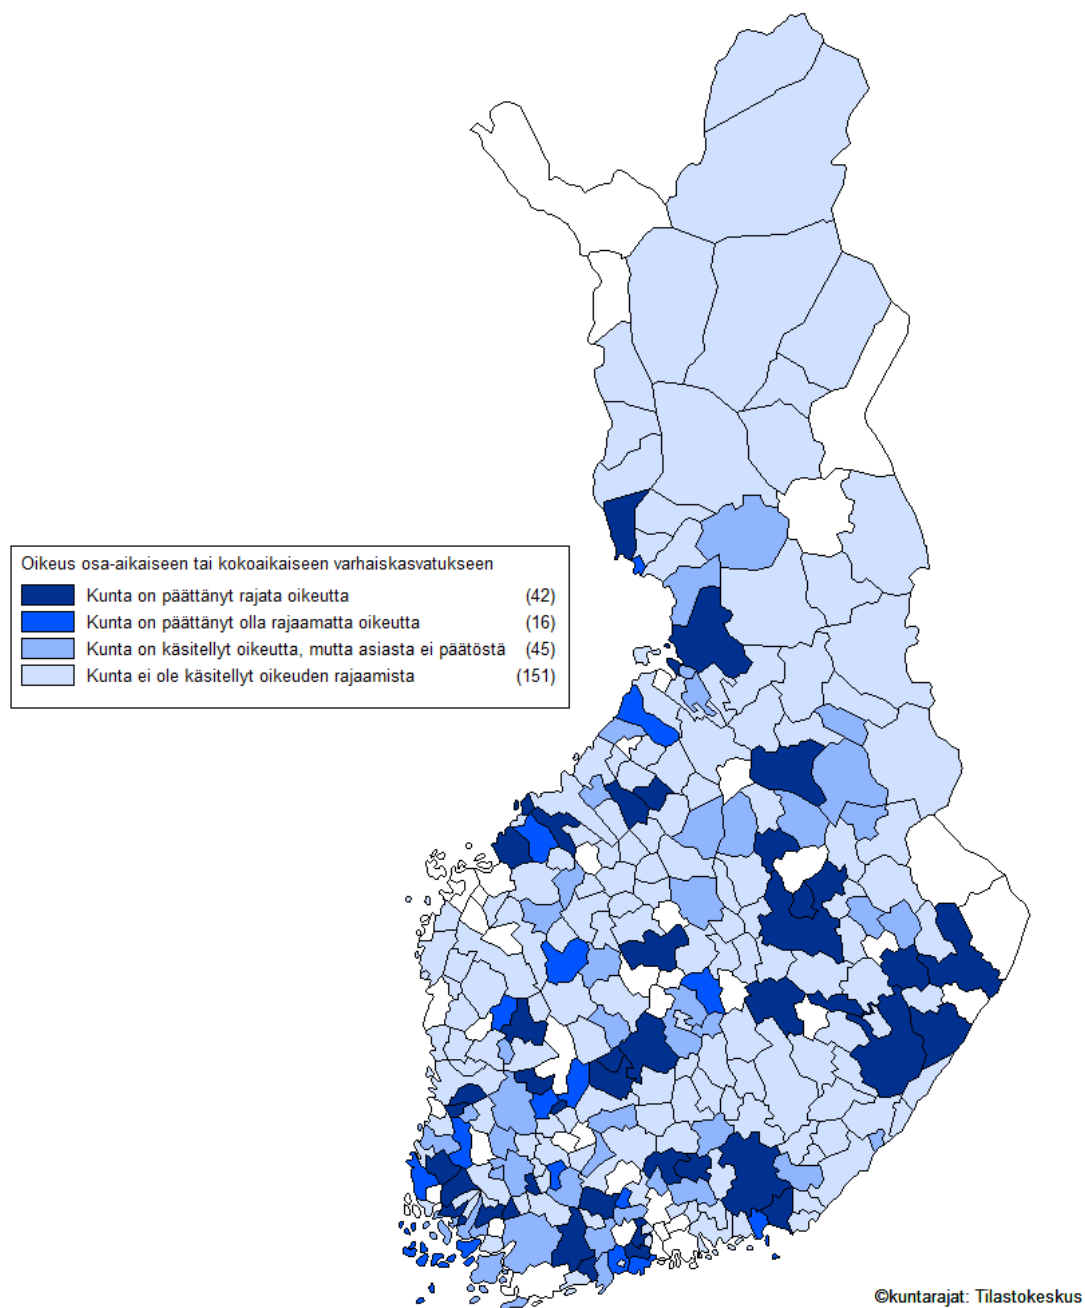 Oikeus osa-aikaiseen tai kokoaikaiseen varhaiskasvatukseen
Kunta on päättänyt rajata oikeutta (42)
Kunta on päättänyt olla rajaamatta oikeutta (16)
Kunta on käsitellyt oikeutta, mutta asiasta ei päätöstä (45)
Kunta ei ole käsitellyt oikeuden rajaamista (151)
©kuntarajat: Tilastokeskus